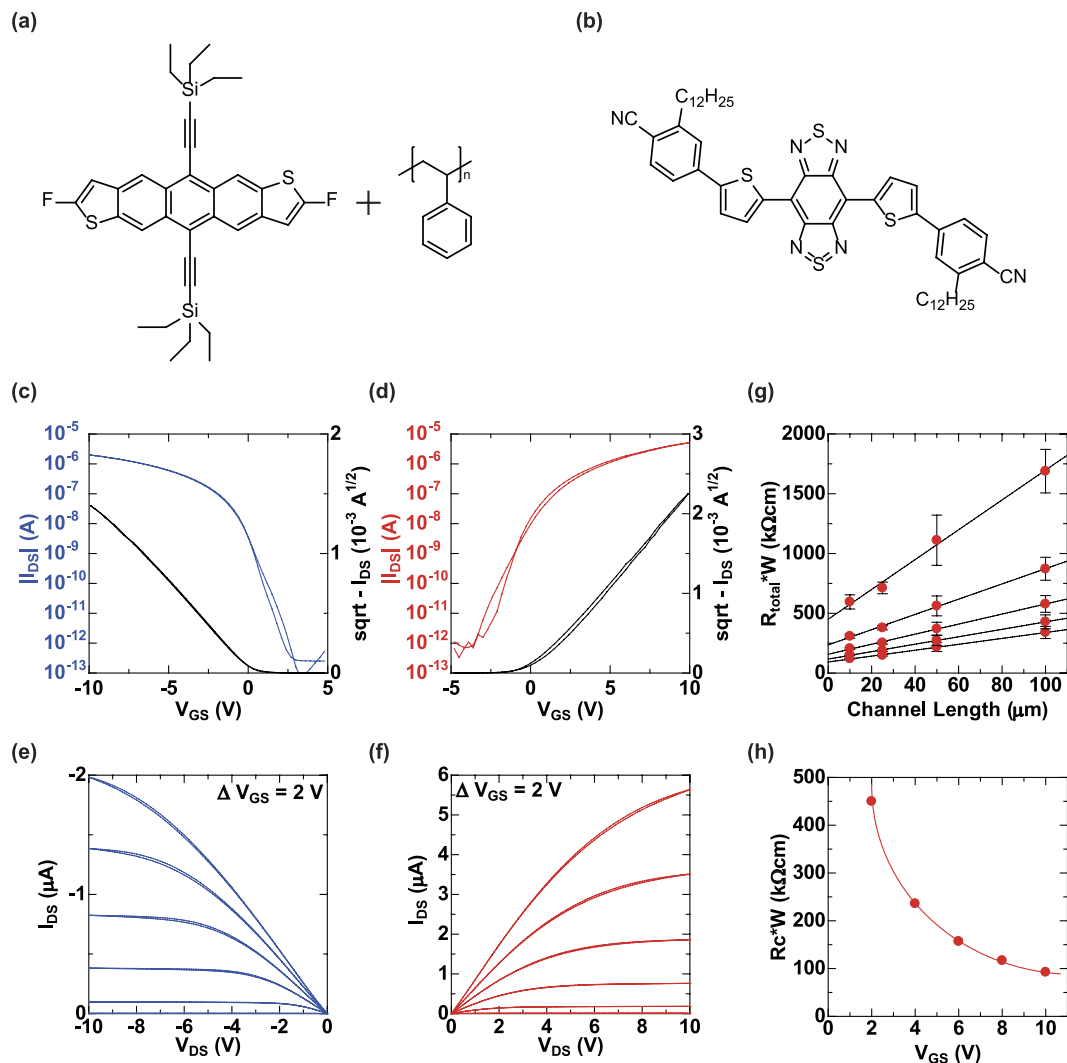 (a)
(b)
Si
S
F
F
S
Si
+
n
C12H25
NC
S
N
N
S
S
N
N
S
CN
C12H25
(c)
(d)
(g)
10-5
10-6
10-7
10-8
10-9
10-10
10-11
10-12
10-13
||IDS| (A)
2
1
0
sqrt - IDS (10-3 A1/2)
-10
-5
0
5
VGS (V)
10-5
10-6
10-7
10-8
10-9
10-10
10-11
10-12
10-13
||IDS| (A)
3
2
1
0
sqrt - IDS (10-3 A1/2)
-5
0
5
10
VGS (V)
2000
1500
1000
500
250
0
Rtotal*W (kΩcm)
0
20
40
60
80
100
Channel Length (μm)
(e)
(f)
(h)
-2
-1
0
IDS (μA)
Δ VGS = 2 V
-10
-8
-6
-4
-2
0
VDS (V)
6
5
4
3
2
1
0
IDS (μA)
Δ VGS = 2 V
0
2
4
6
8
10
VDS (V)
500
400
300
200
100
0
Rc*W (kΩcm)
0
2
4
6
8
10
VGS (V)